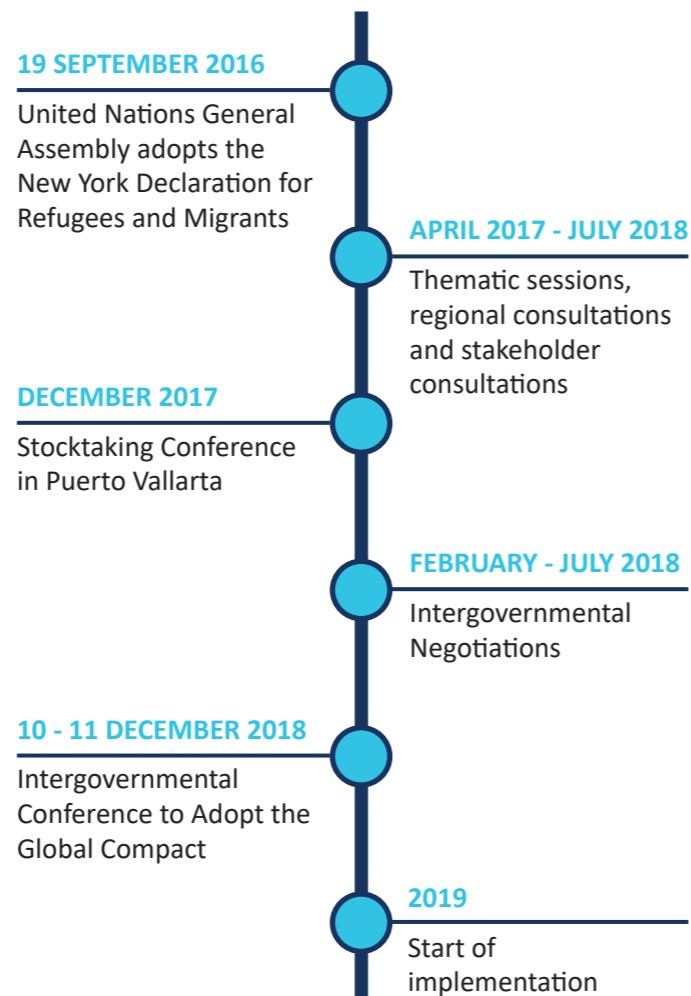 19 SEPTEMBER 2016
United Nations General
Assembly adopts the
New York Declaration for
Refugees and Migrants
APRIL 2017 - JULY 2018
Thematic sessions,
regional consultations
and stakeholder
consultations
DECEMBER 2017
Stocktaking Conference
in Puerto Vallarta
FEBRUARY - JULY 2018
Intergovernmental
Negotiations
10 - 11 DECEMBER 2018
Intergovernmental
Conference to Adopt the
Global Compact
2019
Start of
implementation